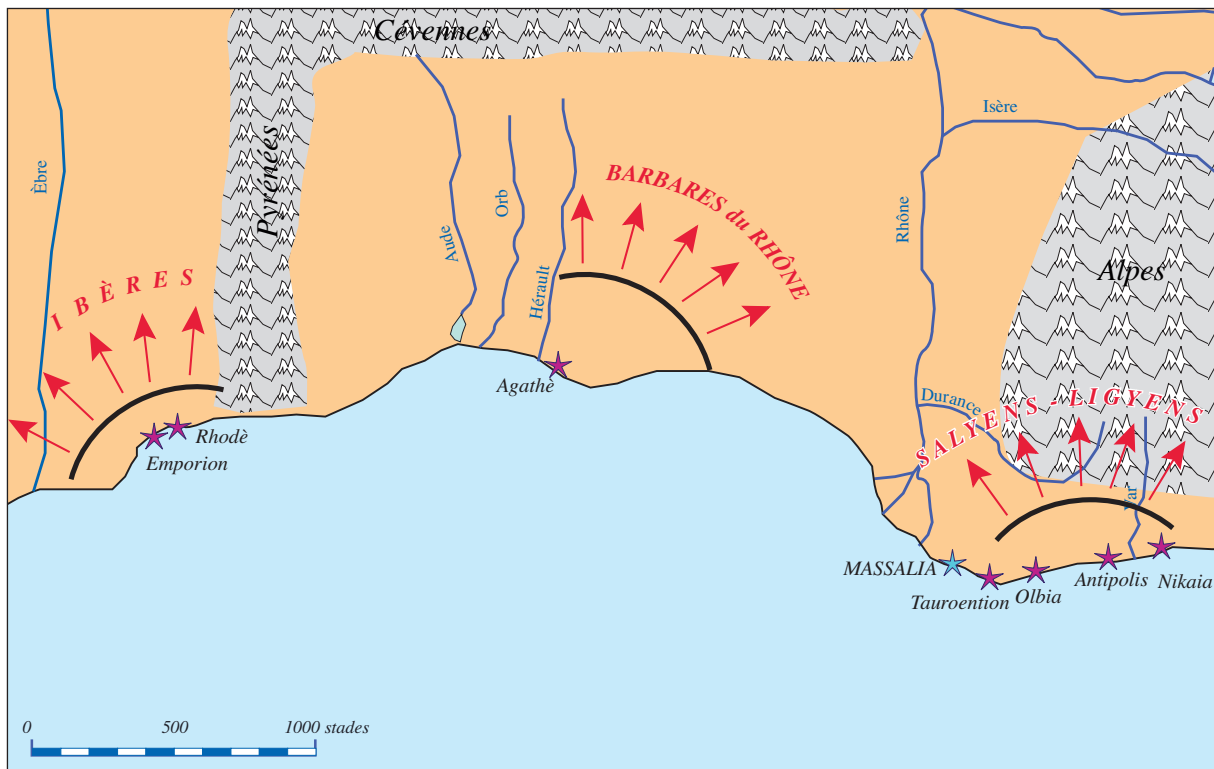 Cévennes
Isère
Èbre
Pyrénées
Orb
Aude
Hérault
BARBARES du RHÔNE
Rhône
Alpes
IBÈRES
Agathè
Rhodè
Emporion
Durance
SALYENS - LIGYENS
Var
MASSALIA
Tauroention
Olbia
Antipolis
Nikaia
0 500 1000 stades